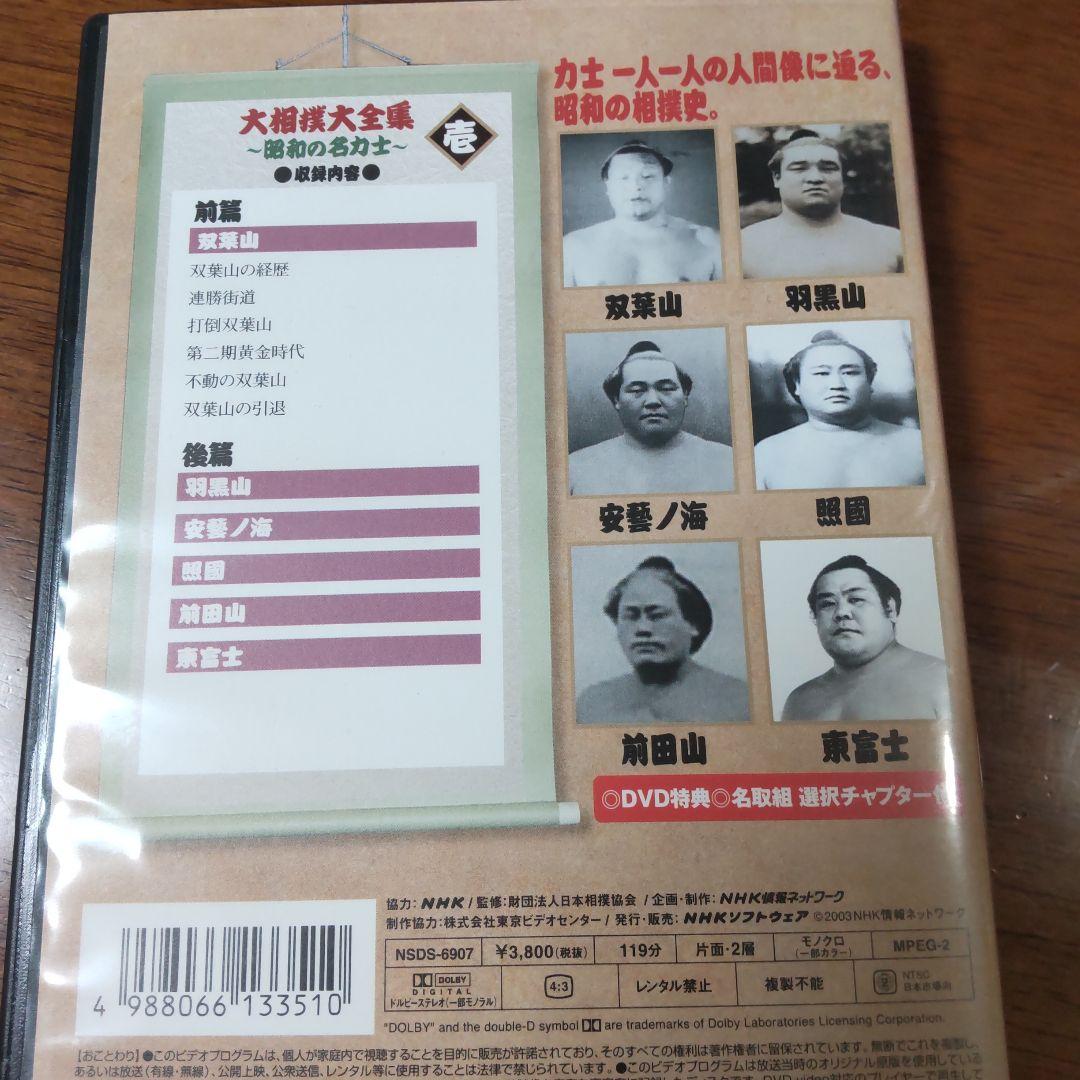 大相撲大全集
~昭和の名力士~
壱
●収録内容●
前篇
双葉山
双葉山の経歴
連勝街道
打倒双葉山
第二期黄金時代
不動の双葉山
双葉山の引退
後篇
羽黒山
安藝ノ海
照國
前田山
東富士
力士 一人一人の人間像に迫る、
昭和の相撲史。
双葉山
羽黒山
安藝ノ海
照國
前田山
東富士
◎DVD特典◎名取組 選択チャプター
協力:NHK / 監修:財団法人日本相撲協会 / 企画・制作:NHK情報ネットワーク
制作協力:株式会社東京ビデオセンター / 発行・販売:NHKソフトウェア ©2003NHK情報ネットワーク
NSDS-6907 ¥3,800(税抜) 119分 片面・2層 モノクロ(一部カラー) MPEG-2
DOLBY DIGITAL ドルビーステレオ(一部モノラル) 4:3 レンタル禁止 複製不能 2 NTSC 日本市場向
4 988066 133510
"DOLBY" and the double-D symbol are trademarks of Dolby Laboratories Licensing Corporation.
【おことわり】●このビデオプログラムは、個人が家庭内で視聴することを目的に販売が許諾されており、そのすべての権利は著作権者に留保されています。無断でこれを複製し、
あるいは放送(有線・無線)、公開上映、公衆送信、レンタル等に使用することは法律で禁じられています。●このビデオプログラムは放送当時のオリジナル原版を使用している